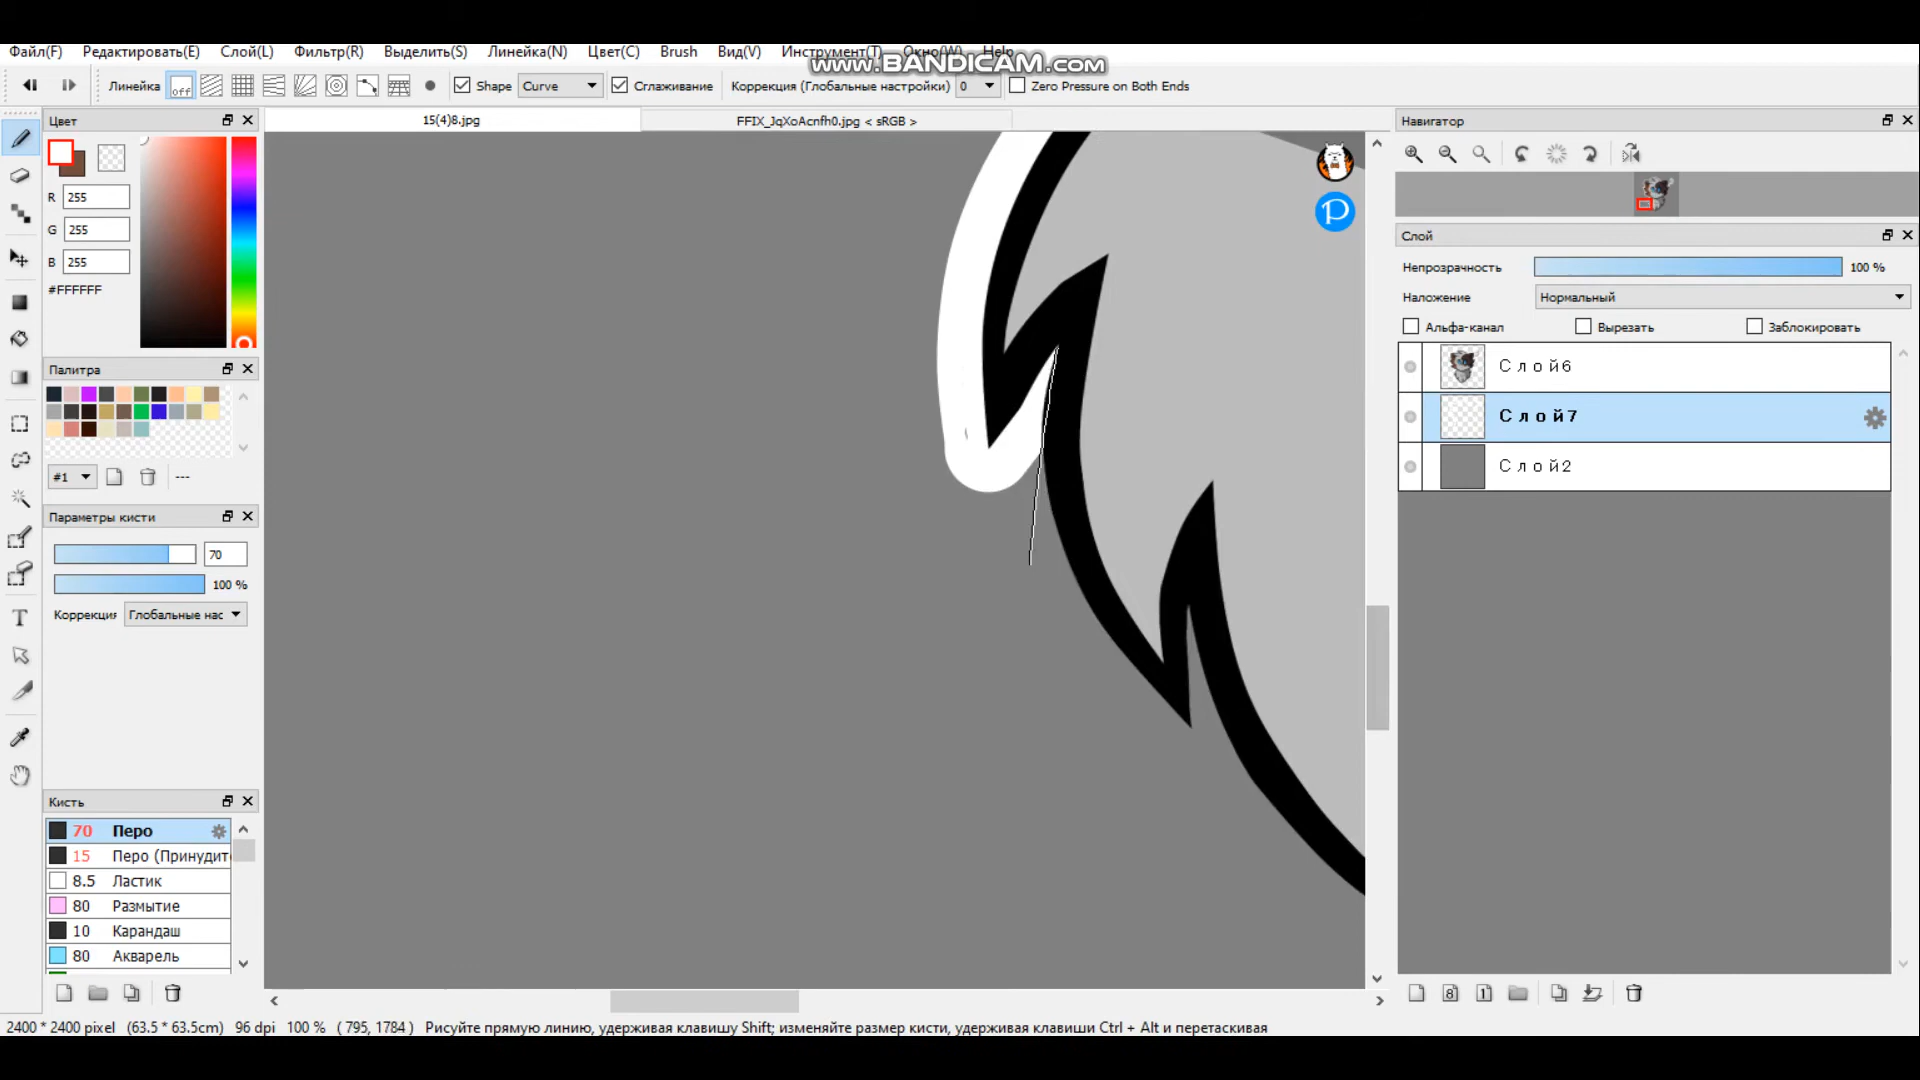 Файл(F) Редактировать(E) Слой(L) Фильтр(R) Выделить(S) Линейка(N) Цвет(C) Brush Вид(V) Инструмент(T) Окно(W) Help
www.BANDICAM.com
Линейка off Shape Curve Сглаживание Коррекция (Глобальные настройки) 0 Zero Pressure on Both Ends
Цвет
15(4)8.jpg
FFIX_JqXoAcnfh0.jpg < sRGB >
Навигатор
R 255
G 255
B 255
#FFFFFF
Слой
Непрозрачность 100 %
Наложение Нормальный
Альфа-канал Вырезать Заблокировать
Слой6
Слой7
Слой2
Палитра
#1
---
Параметры кисти
70
100 %
Коррекция Глобальные нас
Кисть
70 Перо
15 Перо (Принудит
8.5 Ластик
80 Размытие
10 Карандаш
80 Акварель
8 1
2400 * 2400 pixel (63.5 * 63.5cm) 96 dpi 100 % ( 795, 1784 ) Рисуйте прямую линию, удерживая клавишу Shift; изменяйте размер кисти, удерживая клавиши Ctrl + Alt и перетаскивая